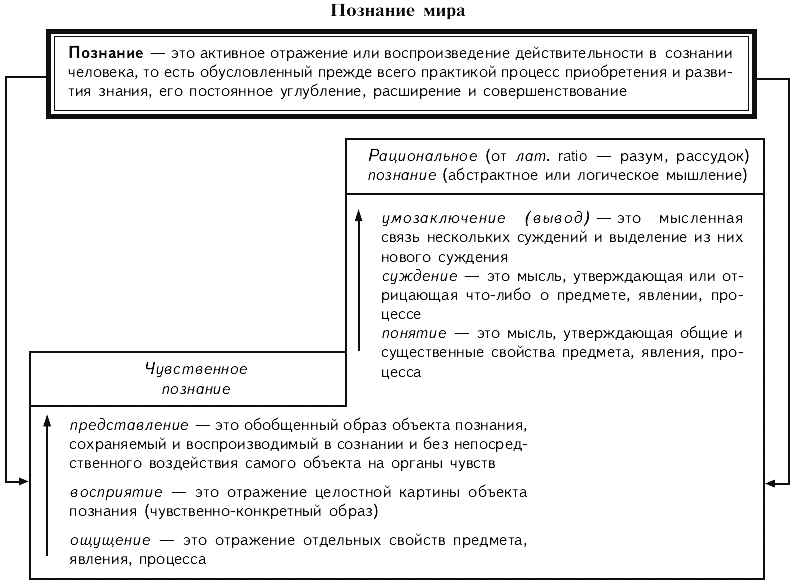 Познание мира
Познание — это активное отражение или воспроизведение действительности в сознании
человека, то есть обусловленный прежде всего практикой процесс приобретения и разви-
тия знания, его постоянное углубление, расширение и совершенствование
Рациональное (от лат. ratio — разум, рассудок)
познание (абстрактное или логическое мышление)
умозаключение (вывод) — это мысленная
связь нескольких суждений и выделение из них
нового суждения
суждение — это мысль, утверждающая или от-
рицающая что-либо о предмете, явлении, про-
цессе
понятие — это мысль, утверждающая общие и
существенные свойства предмета, явления, про-
цесса
Чувственное
познание
представление — это обобщенный образ объекта познания,
сохраняемый и воспроизводимый в сознании и без непосред-
ственного воздействия самого объекта на органы чувств
восприятие — это отражение целостной картины объекта
познания (чувственно-конкретный образ)
ощущение — это отражение отдельных свойств предмета,
явления, процесса